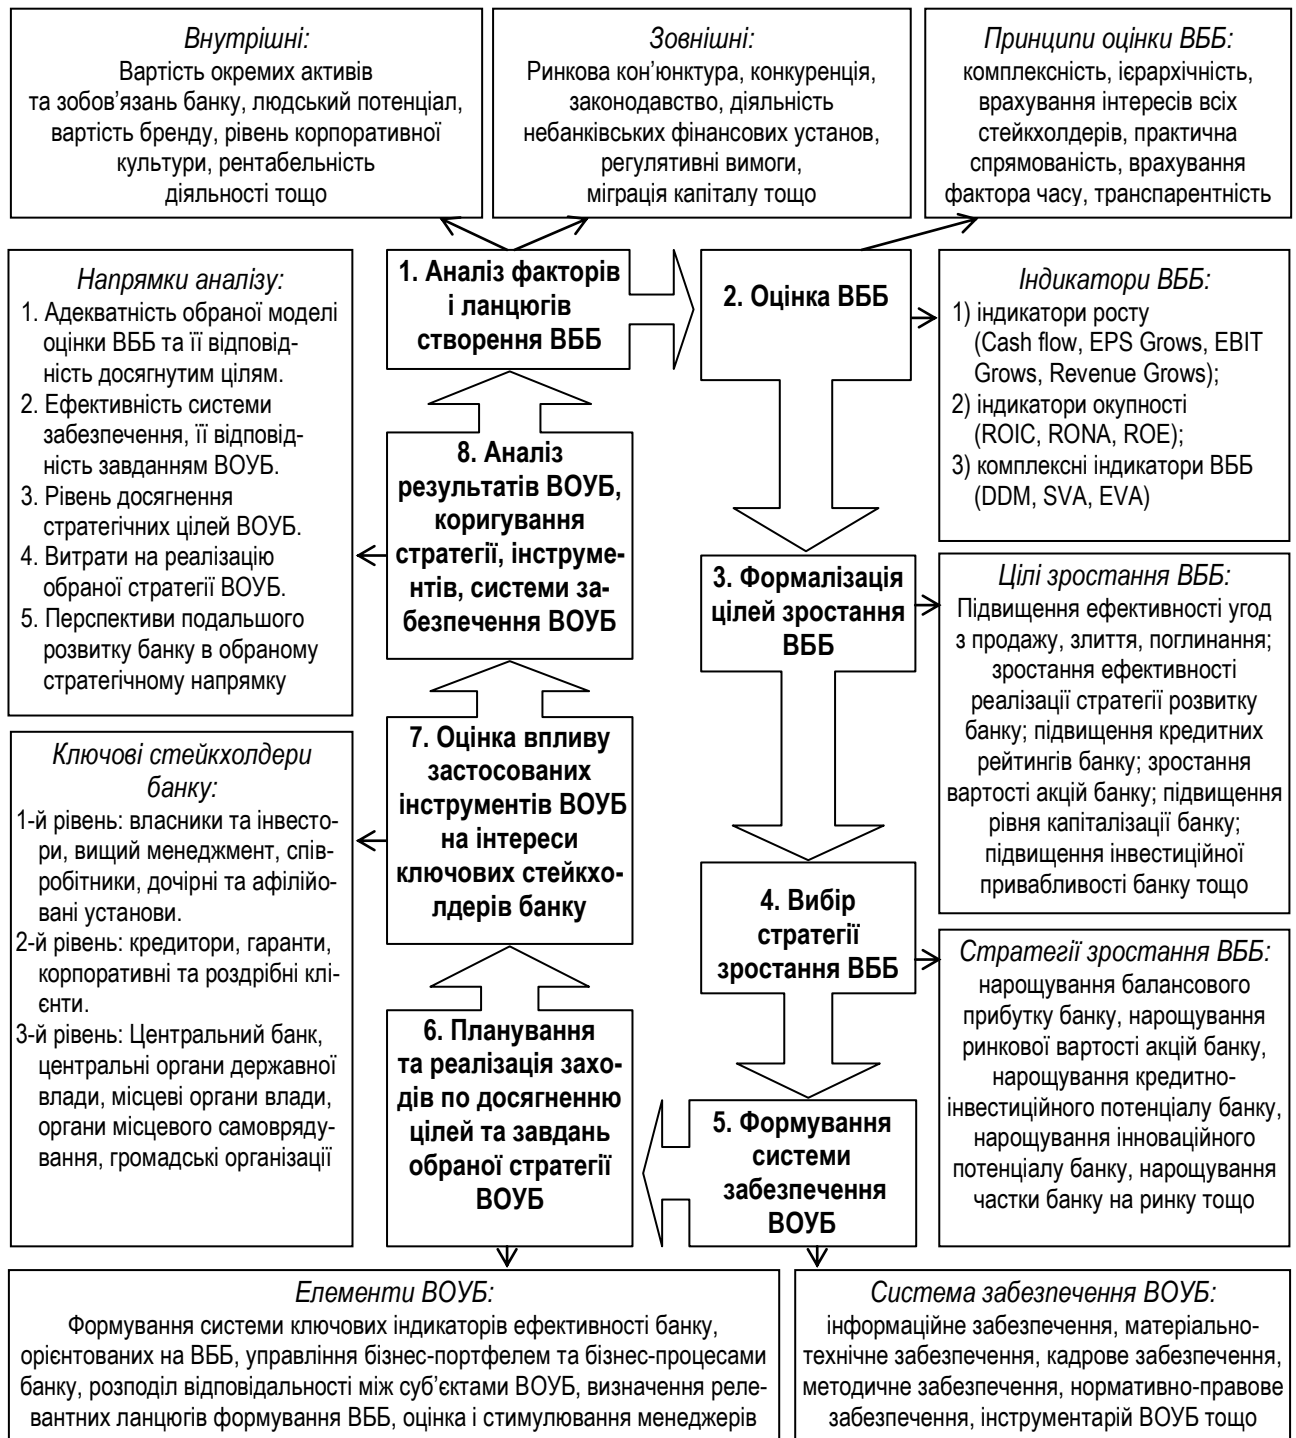 Внутрішні:
Вартість окремих активів
та зобов’язань банку, людський потенціал,
вартість бренду, рівень корпоративної
культури, рентабельність
діяльності тощо
Зовнішні:
Ринкова кон’юнктура, конкуренція,
законодавство, діяльність
небанківських фінансових установ,
регулятивні вимоги,
міграція капіталу тощо
Принципи оцінки ВББ:
комплексність, ієрархічність,
врахування інтересів всіх
стейкхолдерів, практична
спрямованість, врахування
фактора часу, транспарентність
Напрямки аналізу:
1. Адекватність обраної моделі
оцінки ВББ та її відповід-
ність досягнутим цілям.
2. Ефективність системи
забезпечення, її відповід-
ність завданням ВОУБ.
3. Рівень досягнення
стратегічних цілей ВОУБ.
4. Витрати на реалізацію
обраної стратегії ВОУБ.
5. Перспективи подальшого
розвитку банку в обраному
стратегічному напрямку
1. Аналіз факторів
і ланцюгів
створення ВББ
2. Оцінка ВББ
Індикатори ВББ:
1) індикатори росту
(Cash flow, EPS Grows, EBIT
Grows, Revenue Grows);
2) індикатори окупності
(ROIC, RONA, ROE);
3) комплексні індикатори ВББ
(DDM, SVA, EVA)
8. Аналіз
результатів ВОУБ,
коригування
стратегії, інструме-
нтів, системи за-
безпечення ВОУБ
3. Формалізація
цілей зростання
ВББ
Цілі зростання ВББ:
Підвищення ефективності угод
з продажу, злиття, поглинання;
зростання ефективності
реалізації стратегії розвитку
банку; підвищення кредитних
рейтингів банку; зростання
вартості акцій банку; підвищення
рівня капіталізації банку;
підвищення інвестиційної
привабливості банку тощо
Ключові стейкхолдери
банку:
1-й рівень: власники та інвесто-
ри, вищий менеджмент, спів-
робітники, дочірні та афілійо-
вані установи.
2-й рівень: кредитори, гаранти,
корпоративні та роздрібні клі-
єнти.
3-й рівень: Центральний банк,
центральні органи державної
влади, місцеві органи влади,
органи місцевого самовряду-
вання, громадські організації
7. Оцінка впливу
застосованих
інструментів ВОУБ
на інтереси
ключових стейкхо-
лдерів банку
4. Вибір
стратегії
зростання ВББ
Стратегії зростання ВББ:
нарощування балансового
прибутку банку, нарощування
ринкової вартості акцій банку,
нарощування кредитно-
інвестиційного потенціалу банку,
нарощування інноваційного
потенціалу банку, нарощування
частки банку на ринку тощо
6. Планування
та реалізація захо-
дів по досягненню
цілей та завдань
обраної стратегії
ВОУБ
5. Формування
системи
забезпечення
ВОУБ
Елементи ВОУБ:
Формування системи ключових індикаторів ефективності банку,
орієнтованих на ВББ, управління бізнес-портфелем та бізнес-процесами
банку, розподіл відповідальності між суб’єктами ВОУБ, визначення реле-
вантних ланцюгів формування ВББ, оцінка і стимулювання менеджерів
Система забезпечення ВОУБ:
інформаційне забезпечення, матеріально-
технічне забезпечення, кадрове забезпечення,
методичне забезпечення, нормативно-правове
забезпечення, інструментарій ВОУБ тощо